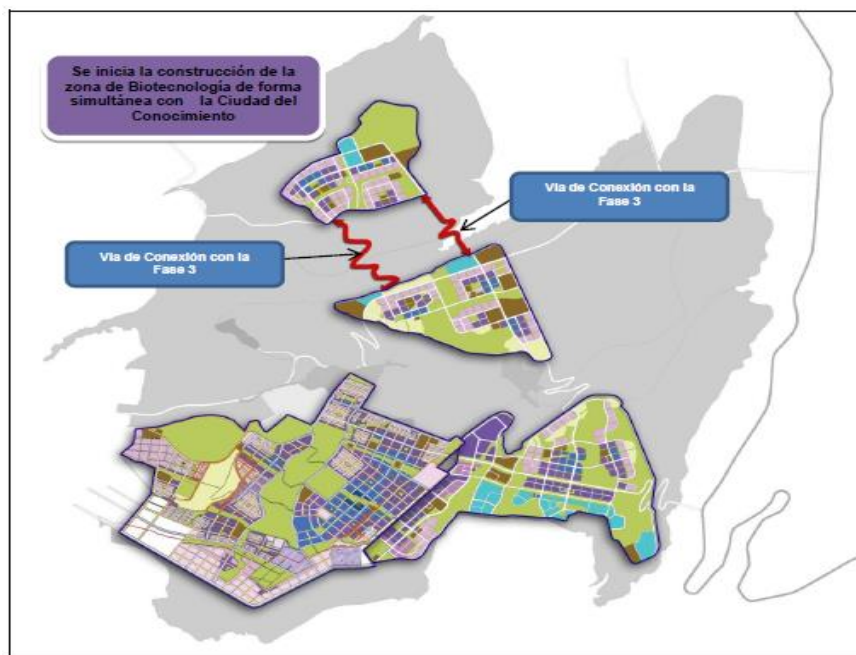 Se inicia la construcción de la
zona de Biotecnología de forma
simultánea con la Ciudad del
Conocimiento
Vía de Conexión con la
Fase 3
Vía de Conexión con la
Fase 3